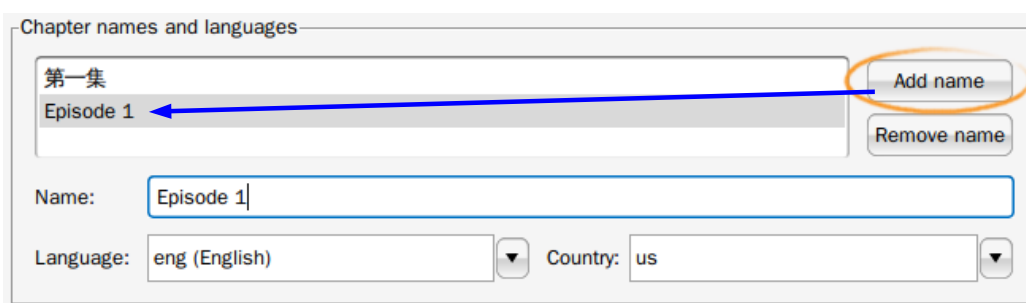 Chapter names and languages
第一集
Add name
Episode 1
Remove name
Name: Episode 1
Language: eng (English) Country: us